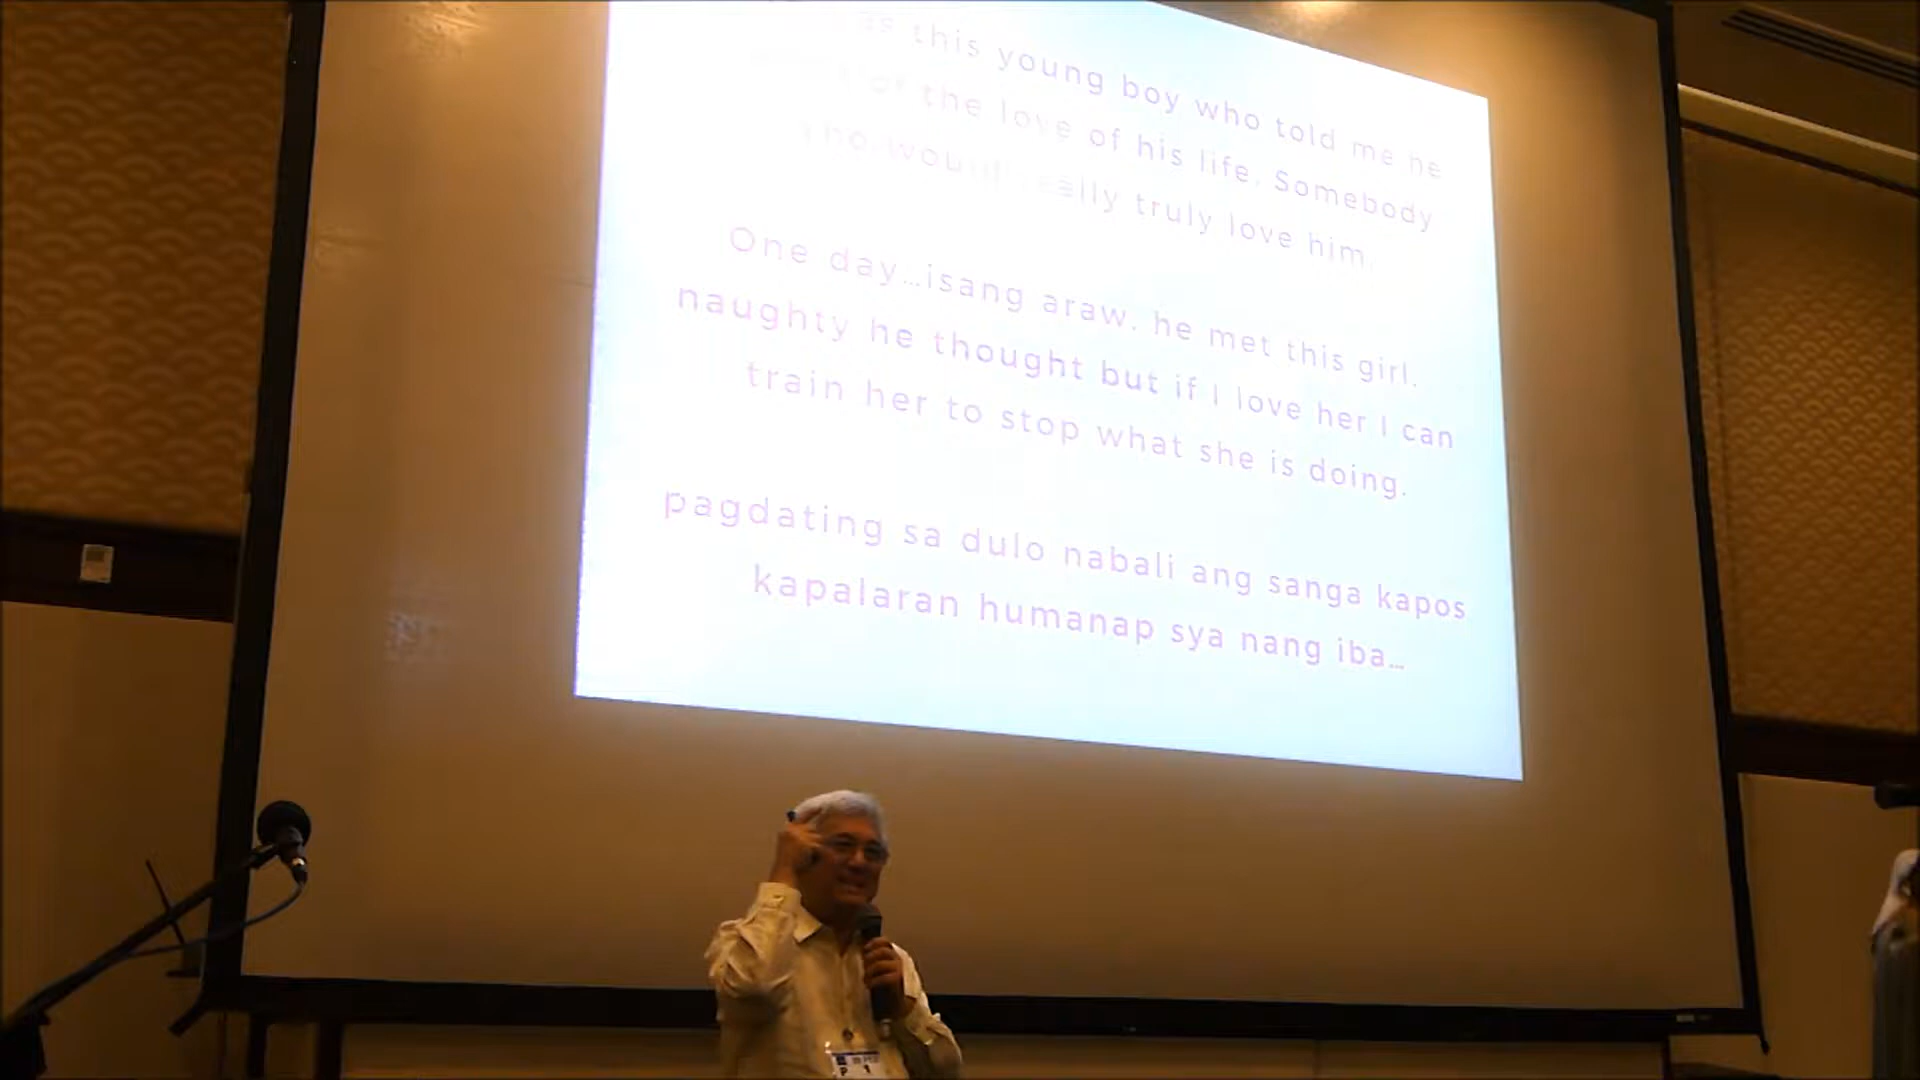 this young boy who told me he
of the love of his life. Somebody
truly love him.
One day...isang araw. he met this girl.
naughty he thought but if I love her I can
train her to stop what she is doing.
pagdating sa dulo nabali ang sanga kapos
kapalaran humanap sya nang iba...